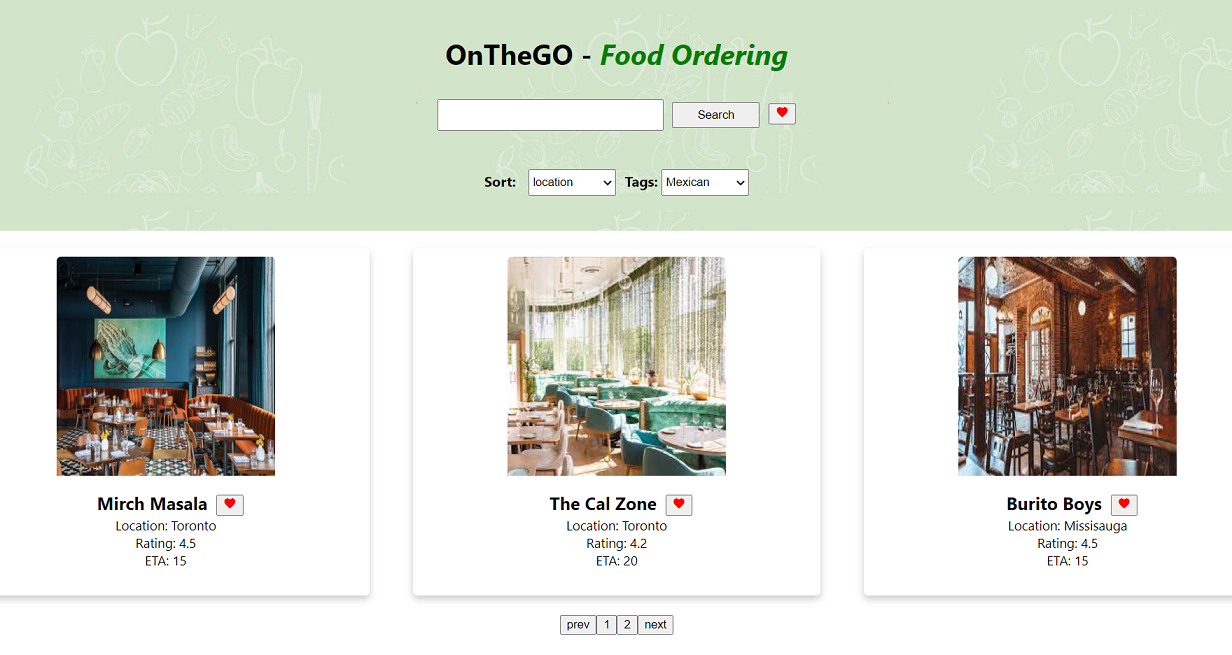 OnTheGO - Food Ordering
Search
Sort: location Tags: Mexican
Mirch Masala
Location: Toronto
Rating: 4.5
ETA: 15
The Cal Zone
Location: Toronto
Rating: 4.2
ETA: 20
Burito Boys
Location: Missisauga
Rating: 4.5
ETA: 15
prev 1 2 next